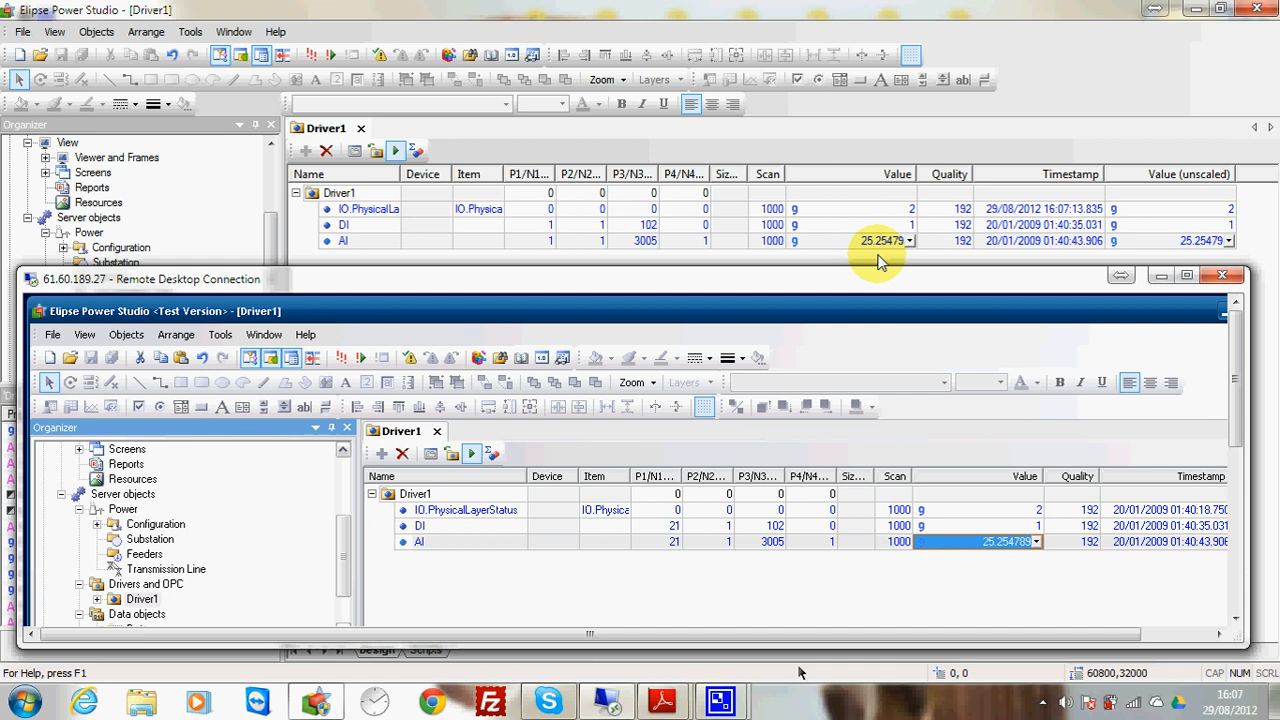 Elipse Power Studio - [Driver1]
File View Objects Arrange Tools Window Help
Zoom Layers
A B I U
Organizer
View
Viewer and Frames
Screens
Reports
Resources
Server objects
Power
Configuration
Substation
Driver1
Name Device Item P1/N1... P2/N2... P3/N3... P4/N4... Siz... Scan Value Quality Timestamp Value (unscaled)
Driver1 0 0 0 0
IO.PhysicalLa IO.Physica 0 0 0 0 1000 g 2 192 29/08/2012 16:07:13.835 g 2
DI 1 1 102 0 1000 g 1 192 20/01/2009 01:40:35.031 g 1
AI 1 1 3005 1 1000 g 25.25479 192 20/01/2009 01:40:43.906 g 25.25479
61.60.189.27 - Remote Desktop Connection
Elipse Power Studio <Test Version> - [Driver1]
File View Objects Arrange Tools Window Help
A Zoom Layers A B I U
Organizer
Screens
Reports
Resources
Server objects
Power
Configuration
Substation
Feeders
Transmission Line
Drivers and OPC
Driver1
Data objects
Driver1
Name Device Item P1/N1... P2/N2... P3/N3... P4/N4... Siz... Scan Value Quality Timestamp
Driver1 0 0 0 0
IO.PhysicalLayerStatus IO.Physica 0 0 0 0 1000 g 2 192 20/01/2009 01:40:18.750
DI 21 1 102 0 1000 g 1 192 20/01/2009 01:40:35.031
AI 21 1 3005 1 1000 25.254789 192 20/01/2009 01:40:43.906
Design Scripts
For Help, press F1 0, 0 60800,32000 CAP NUM SCRL
16:07
29/08/2012